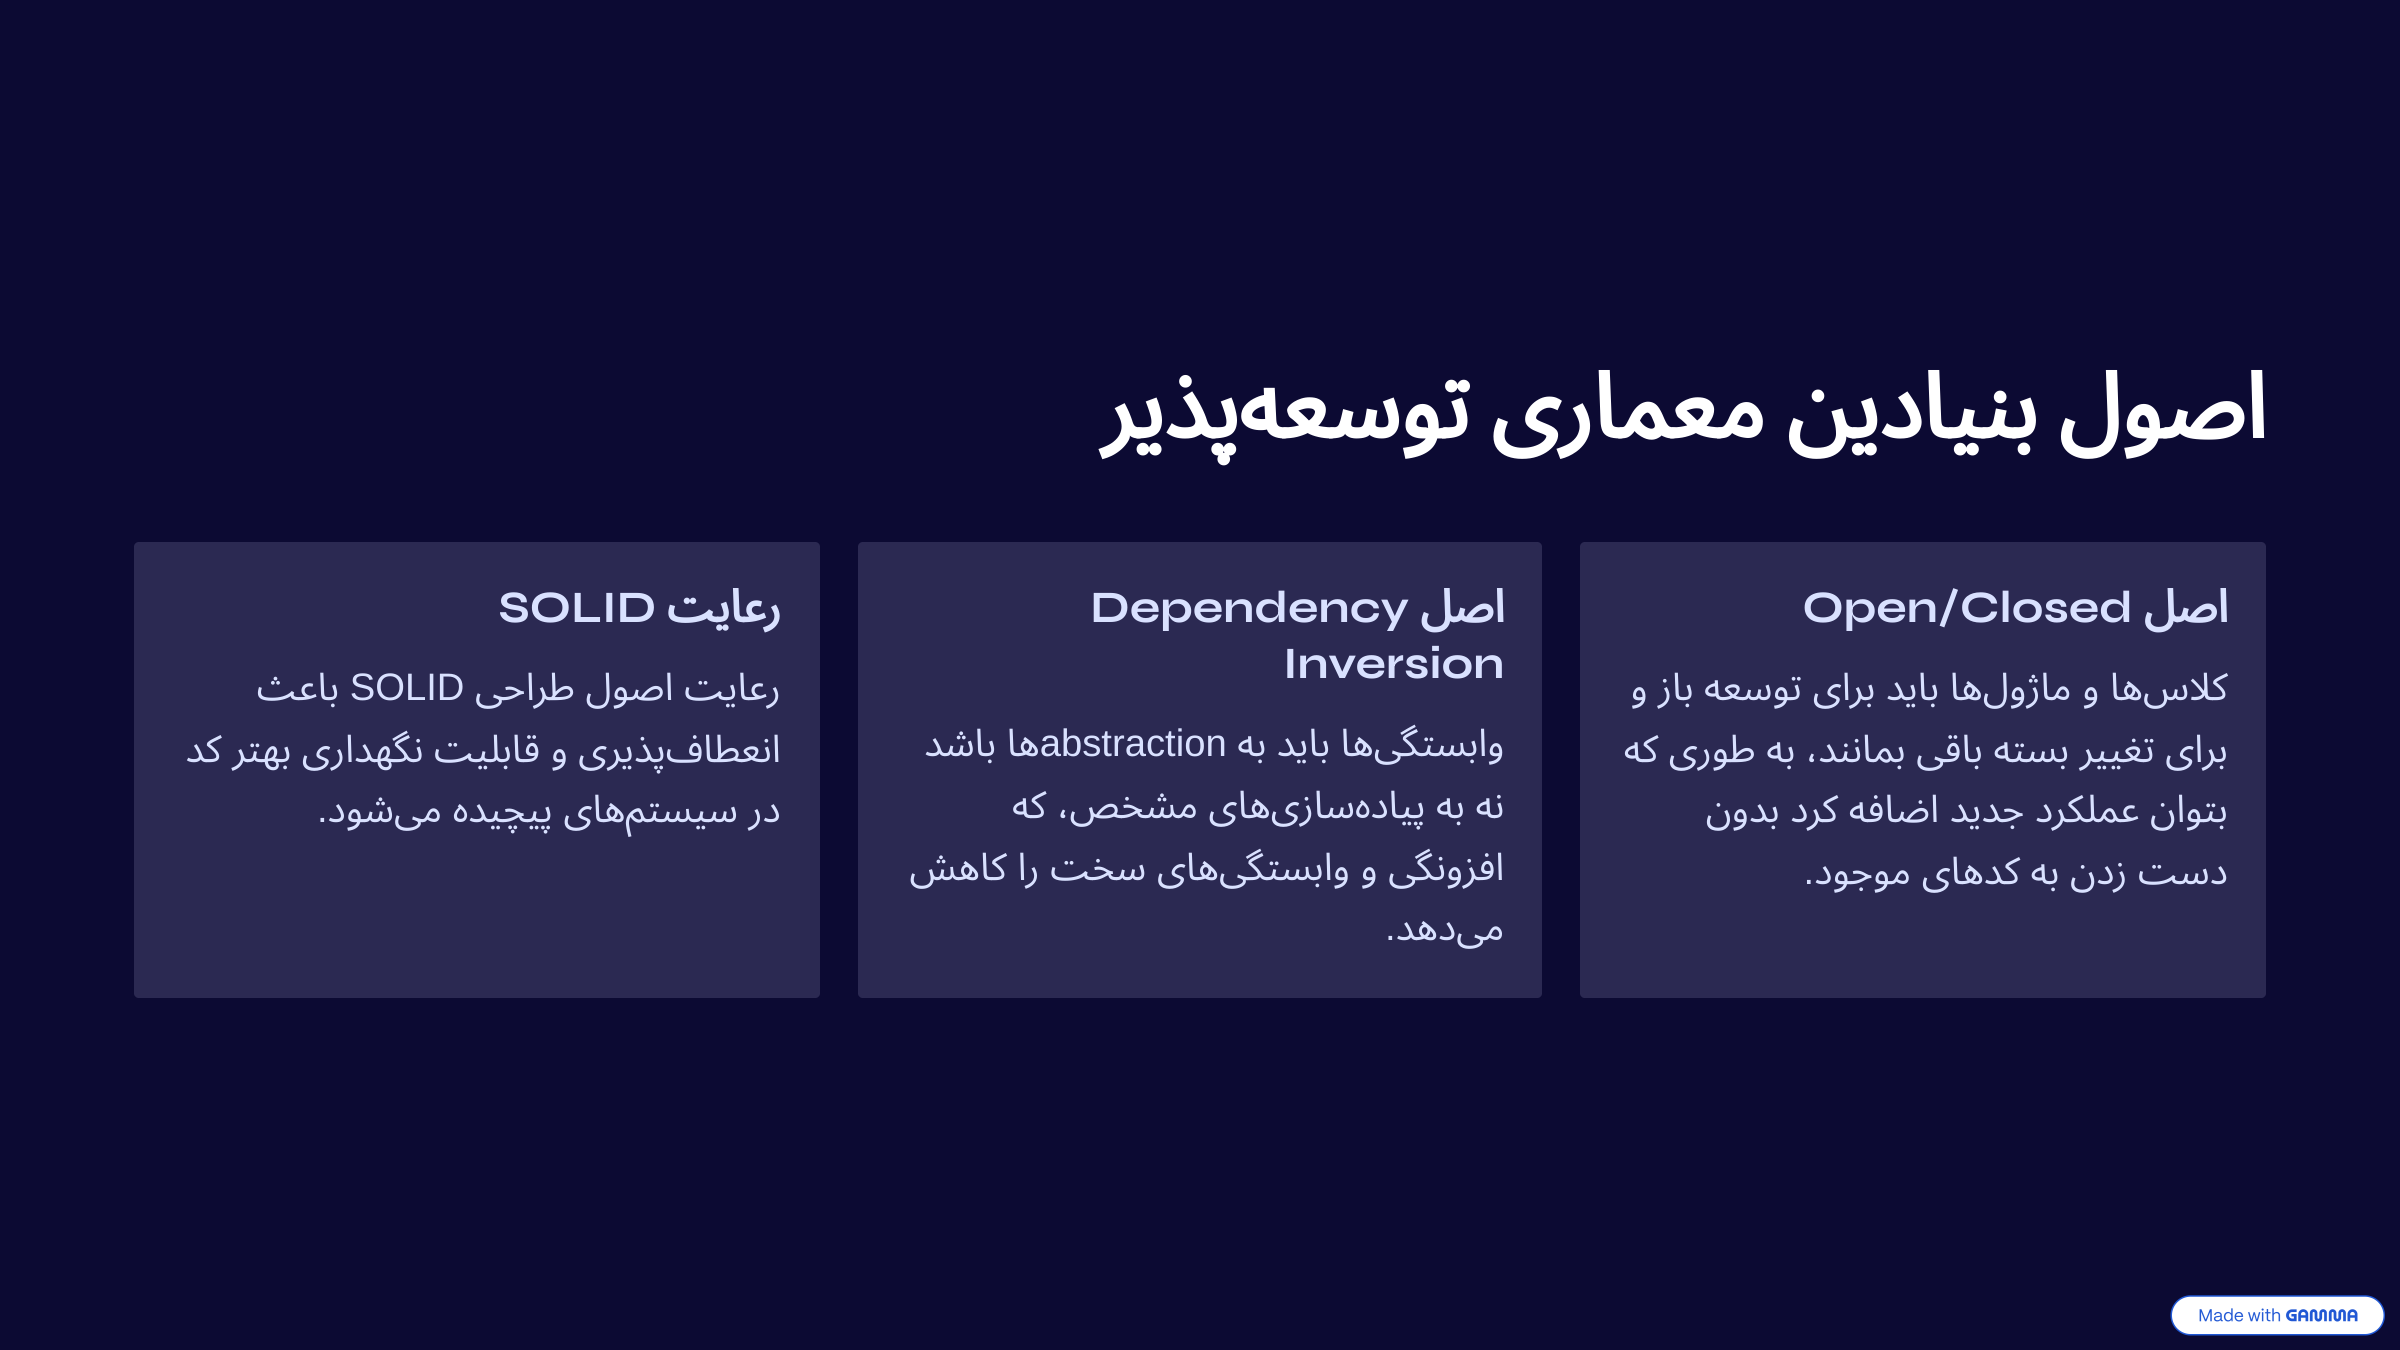 اصول بنیادین معماری توسعه‌پذیر
اصل Open/Closed
کلاس‌ها و ماژول‌ها باید برای توسعه باز و
برای تغییر بسته باقی بمانند، به طوری که
بتوان عملکرد جدید اضافه کرد بدون
دست زدن به کدهای موجود.
اصل Dependency
Inversion
وابستگی‌ها باید به abstractionها باشد
نه به پیاده‌سازی‌های مشخص، که
افزونگی و وابستگی‌های سخت را کاهش
می‌دهد.
رعایت SOLID
رعایت اصول طراحی SOLID باعث
انعطاف‌پذیری و قابلیت نگهداری بهتر کد
در سیستم‌های پیچیده می‌شود.
Made with GAMMA